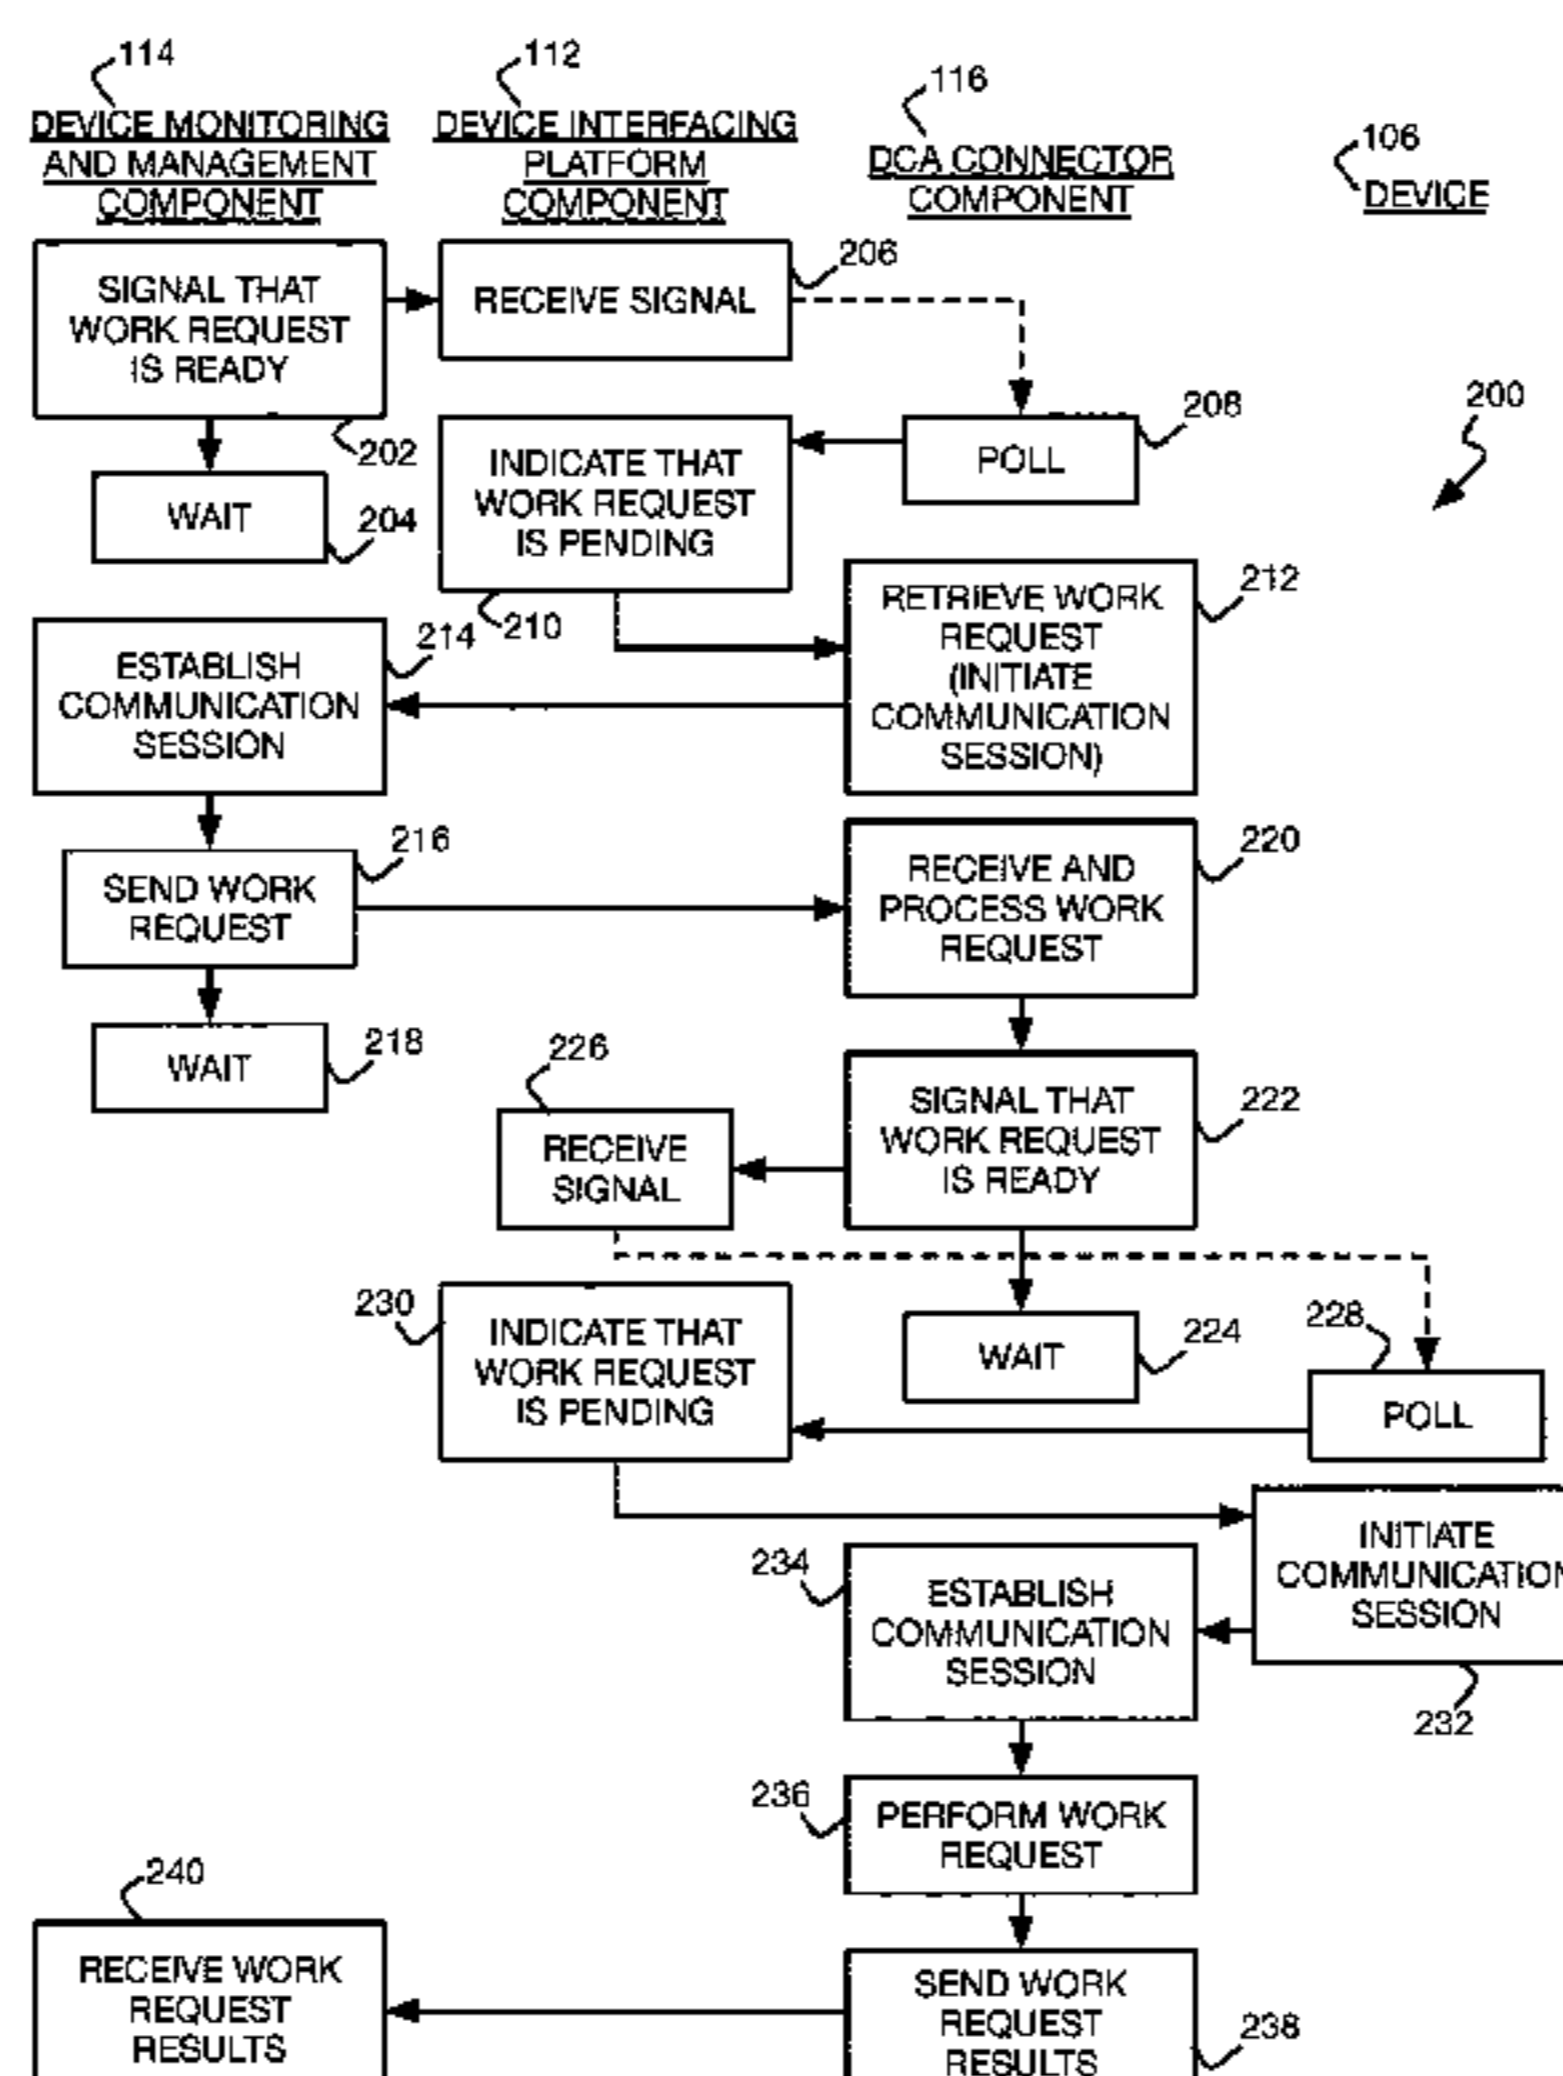 114
DEVICE MONITORING
AND MANAGEMENT
COMPONENT
112
DEVICE INTERFACING
PLATFORM
COMPONENT
116
DCA CONNECTOR
COMPONENT
106
DEVICE
SIGNAL THAT
WORK REQUEST
IS READY
202
RECEIVE SIGNAL
206
200
WAIT
204
INDICATE THAT
WORK REQUEST
IS PENDING
210
POLL
208
RETRIEVE WORK
REQUEST
(INITIATE
COMMUNICATION
SESSION)
212
ESTABLISH
COMMUNICATION
SESSION
214
SEND WORK
REQUEST
216
RECEIVE AND
PROCESS WORK
REQUEST
220
WAIT
218
226
RECEIVE
SIGNAL
SIGNAL THAT
WORK REQUEST
IS READY
222
230
INDICATE THAT
WORK REQUEST
IS PENDING
WAIT
224
228
POLL
INITIATE
COMMUNICATION
SESSION
232
234
ESTABLISH
COMMUNICATION
SESSION
236
PERFORM WORK
REQUEST
240
RECEIVE WORK
REQUEST
RESULTS
SEND WORK
REQUEST
RESULTS
238